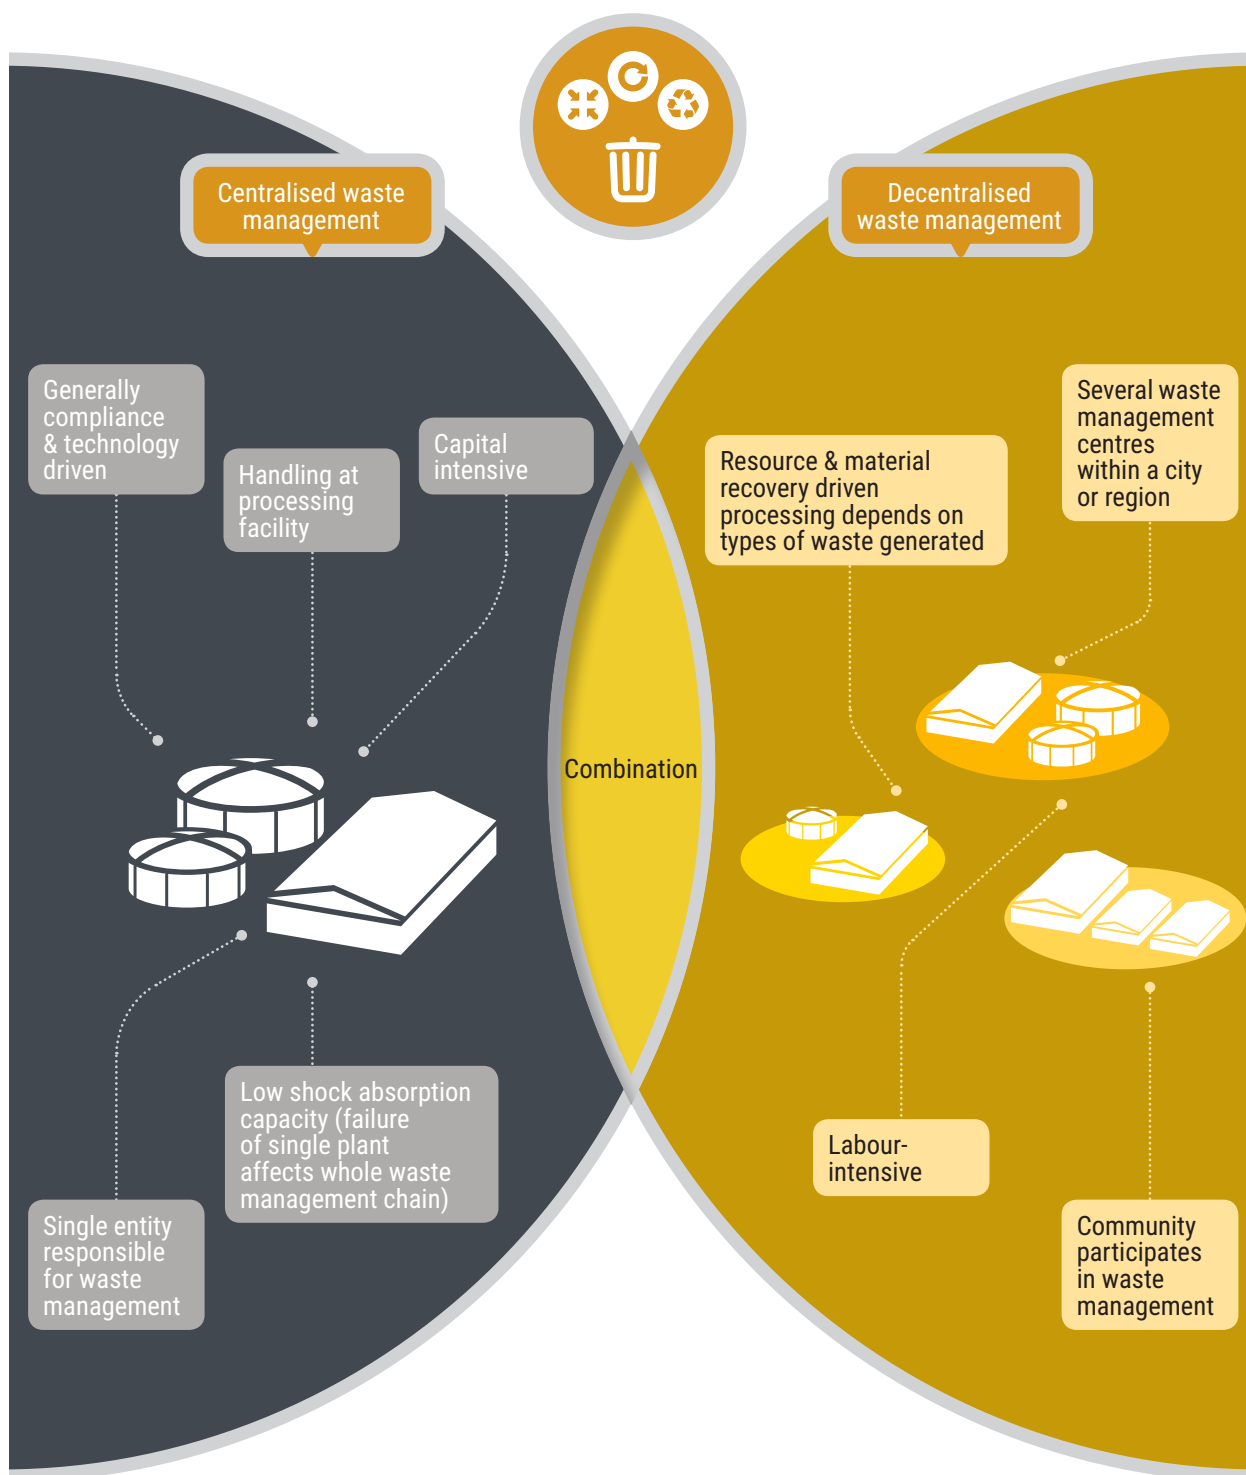 Centralised waste
management
Decentralised
waste management
Generally
compliance
& technology
driven
Handling at
processing
facility
Capital
intensive
Resource & material
recovery driven
processing depends on
types of waste generated
Several waste
management
centres
within a city
or region
Combination
Low shock absorption
capacity (failure
of single plant
affects whole waste
management chain)
Single entity
responsible
for waste
management
Labour-
intensive
Community
participates
in waste
management